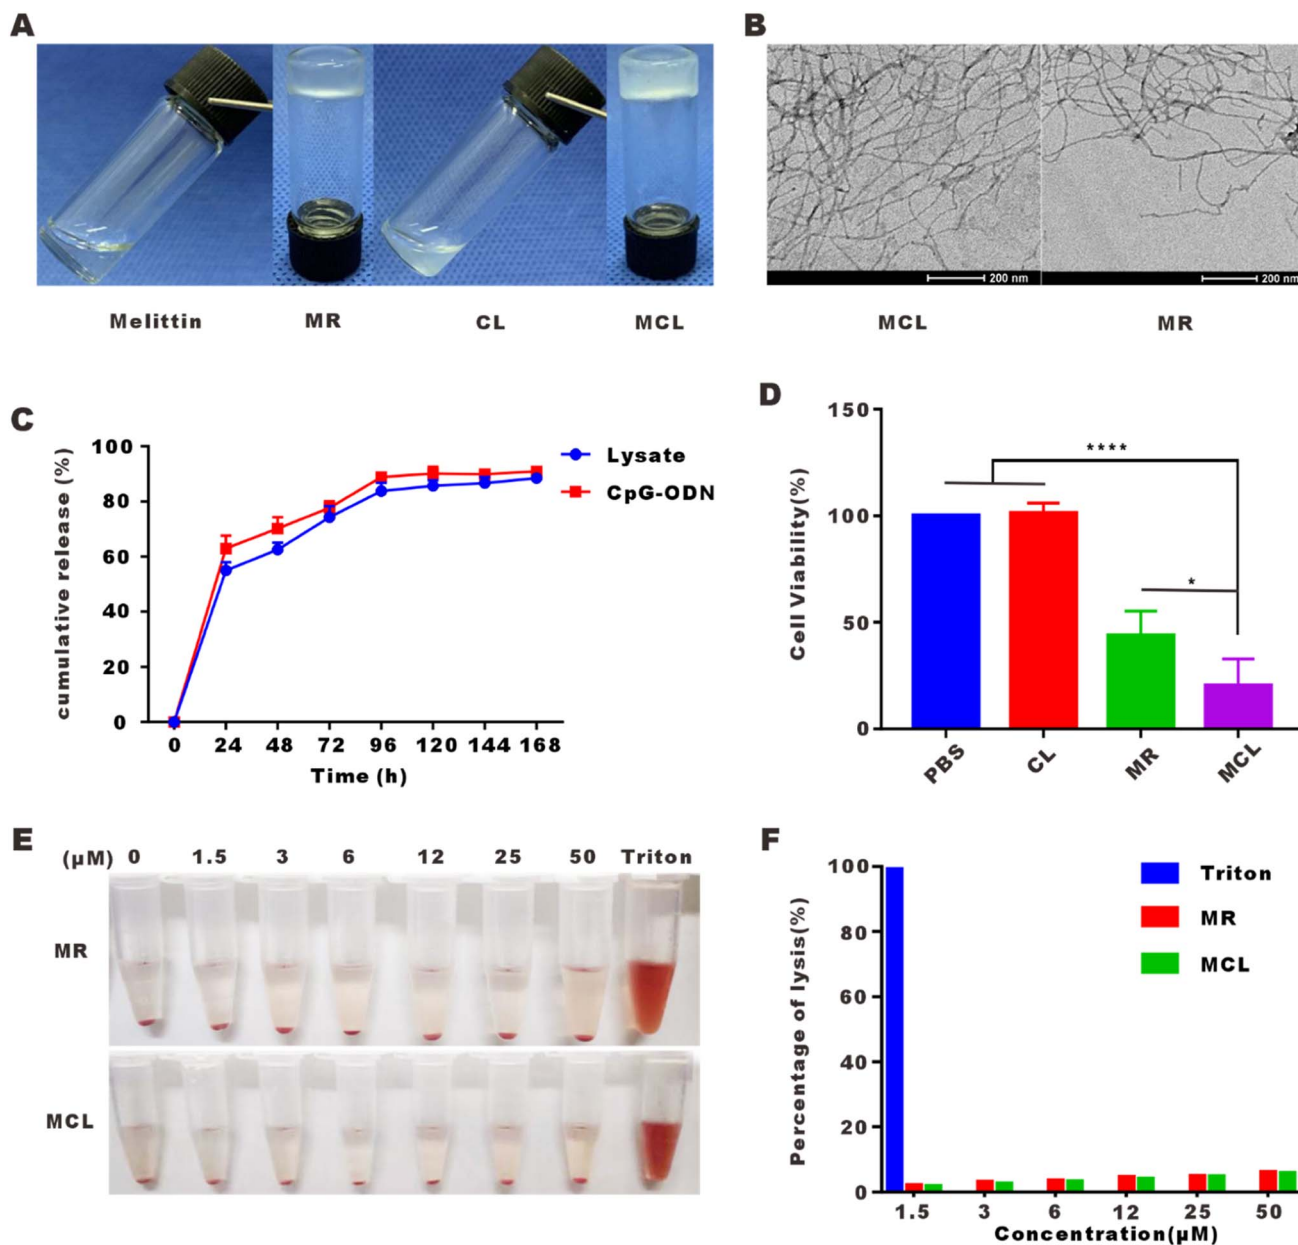 A
Melittin MR CL MCL
B
200 nm 200 nm
MCL MR
C
cumulative release (%)
100
80
60
40
20
0
0 24 48 72 96 120 144 168
Time (h)
Lysate
CpG-ODN
D
Cell Viability(%)
150
100
50
0
****
*
PBS CL MR MCL
E
(μM) 0 1.5 3 6 12 25 50 Triton
MR
MCL
F
Percentage of lysis(%)
100
80
60
40
20
0
1.5 3 6 12 25 50
Concentration(μM)
Triton
MR
MCL